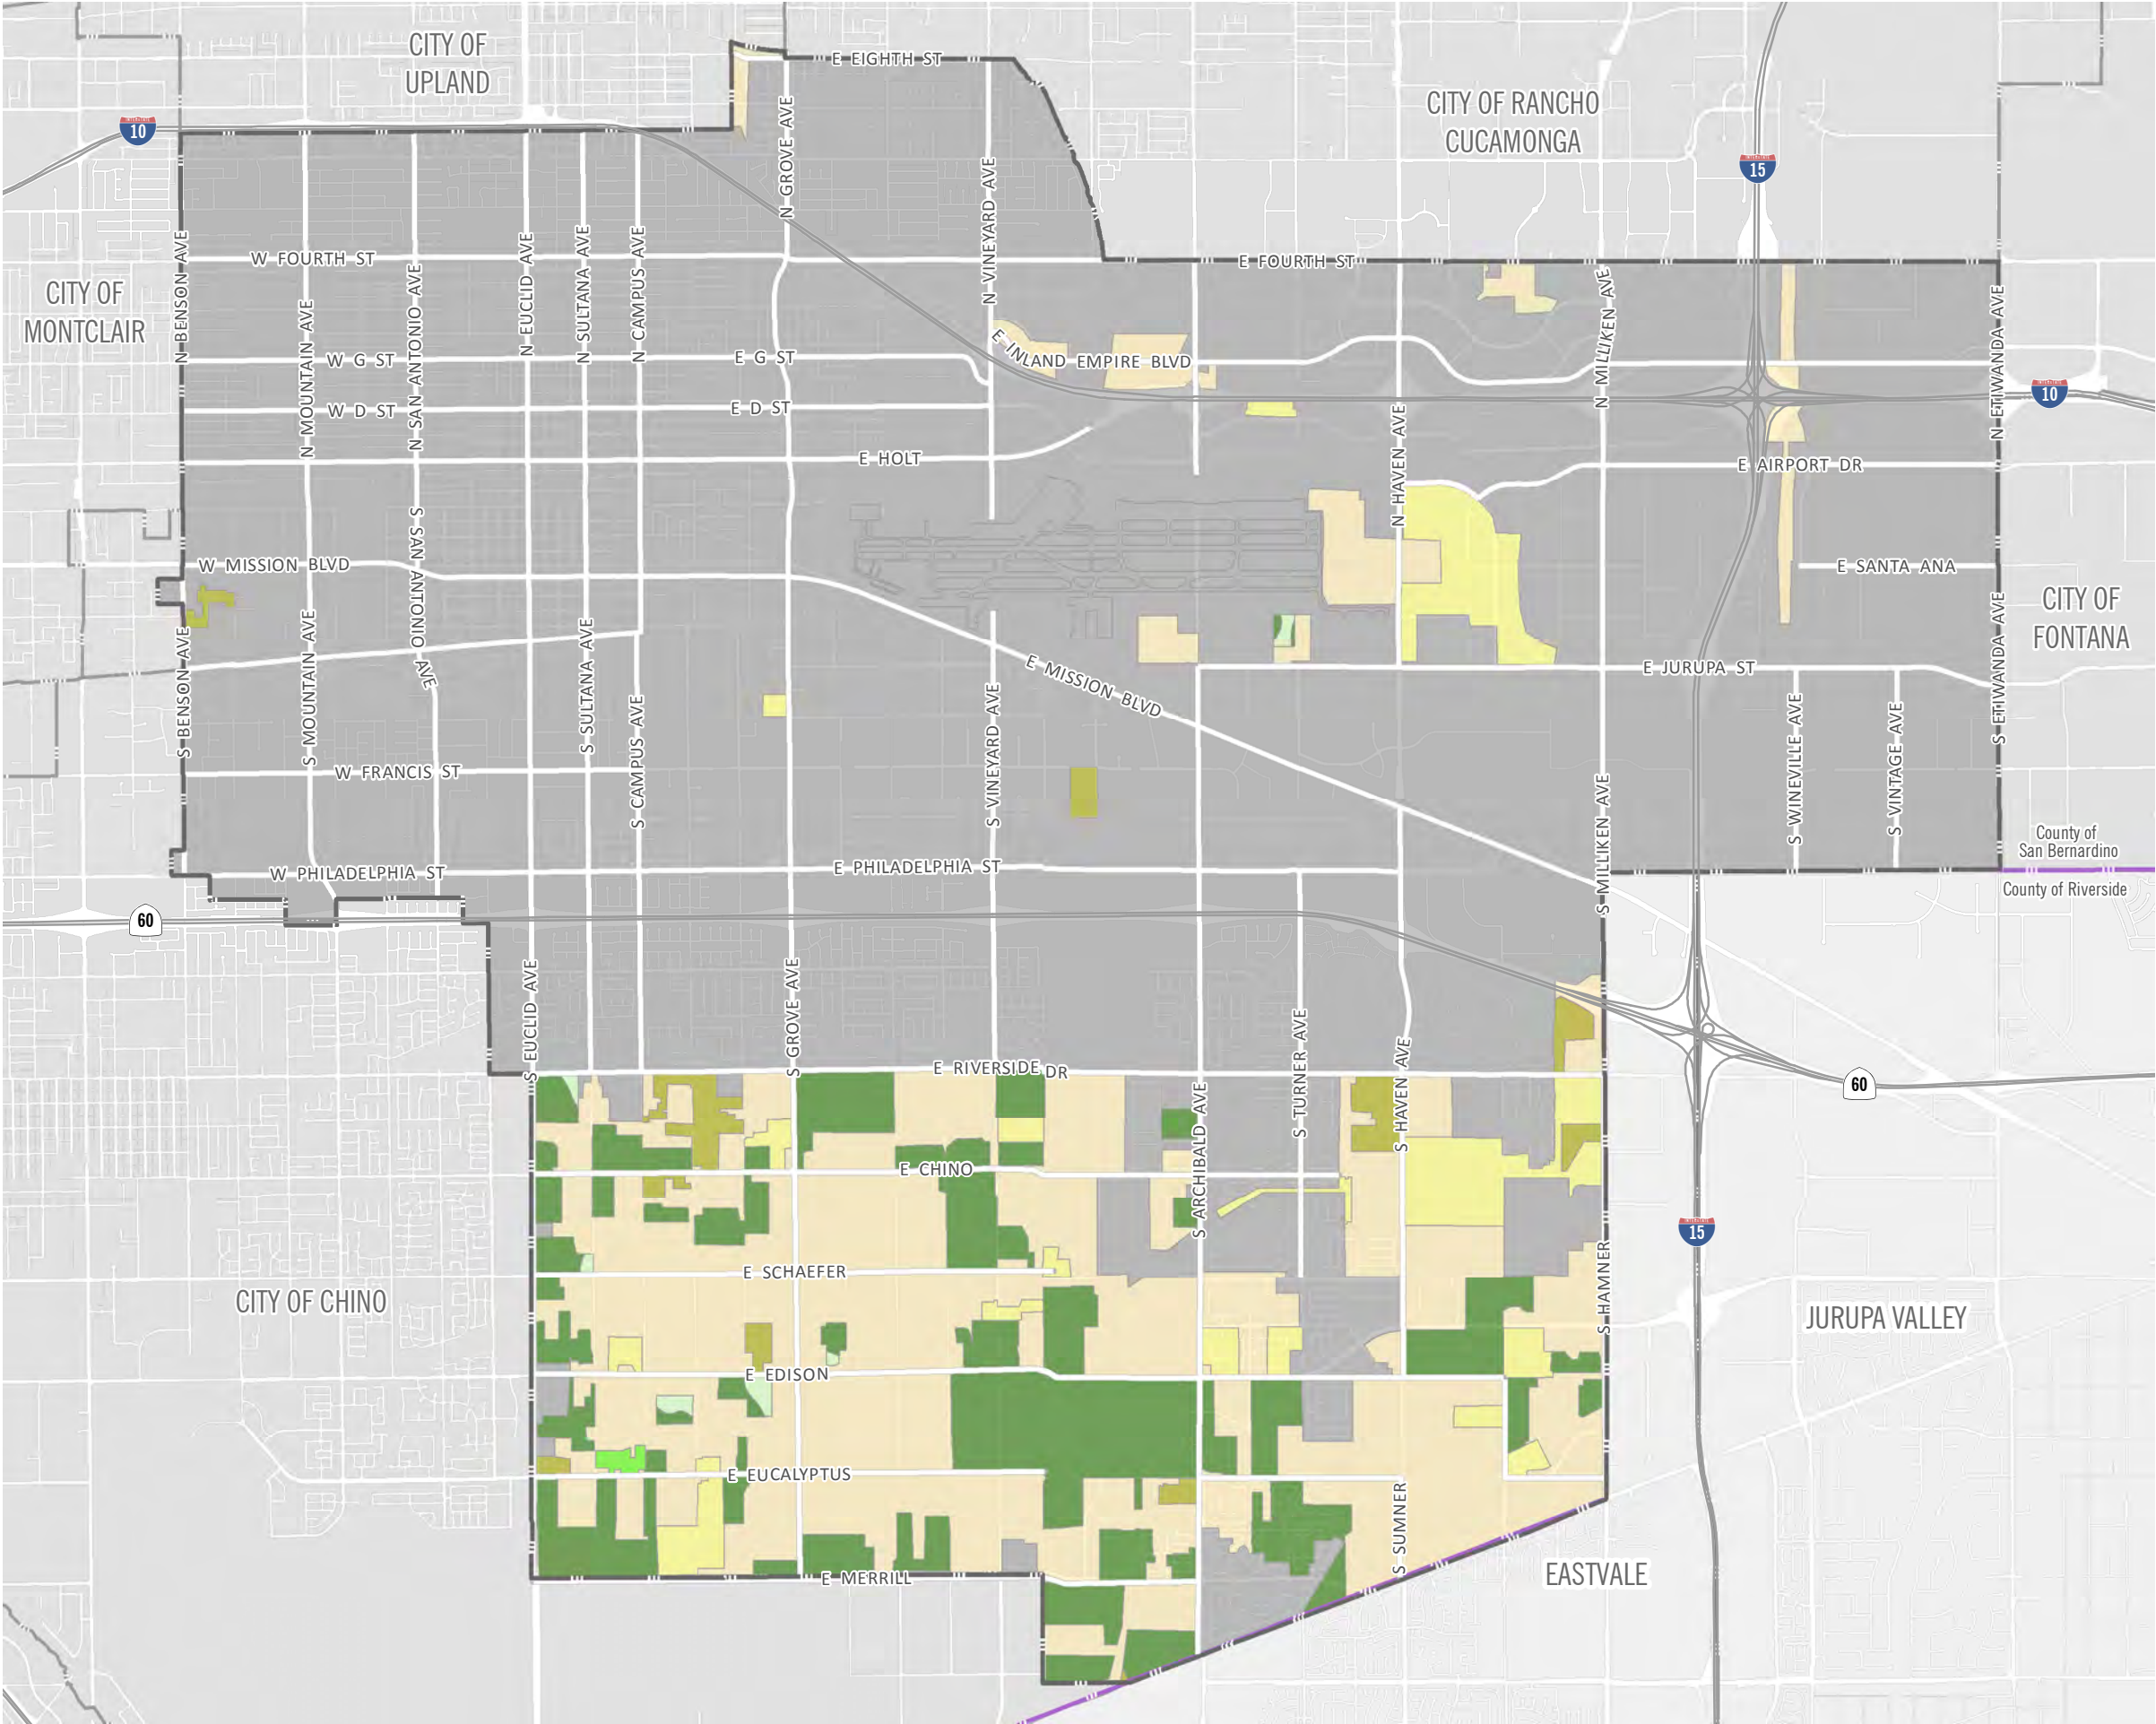 CITY OF
UPLAND
E EIGHTH ST
CITY OF RANCHO
CUCAMONGA
10
15
N GROVE AVE
N VINEYARD AVE
W FOURTH ST
E FOURTH ST
CITY OF
MONTCLAIR
N BENSON AVE
N MOUNTAIN AVE
N SAN ANTONIO AVE
N EUCLID AVE
N SULTANA AVE
N CAMPUS AVE
N MILLIKEN AVE
N ETIWANDA AVE
W G ST
E G ST
E INLAND EMPIRE BLVD
10
W D ST
E D ST
N HAVEN AVE
E HOLT
E AIRPORT DR
W MISSION BLVD
S SAN ANTOINO AVE
E SANTA ANA
CITY OF
FONTANA
S BENSON AVE
S MOUNTAIN AVE
S SULTANA AVE
S CAMPUS AVE
S VINEYARD AVE
E MISSION BLVD
E JURUPA ST
S ETIWANDA AVE
S WINEVILLE AVE
S VINTAGE AVE
W FRANCIS ST
S MILLIKEN AVE
County of
San Bernardino
W PHILADELPHIA ST
E PHILADELPHIA ST
County of Riverside
60
S EUCLID AVE
S GROVE AVE
S TURNER AVE
S HAVEN AVE
E RIVERSIDE DR
60
S ARCHIBALD AVE
E CHINO
15
S HAMNER
E SCHAEFER
CITY OF CHINO
JURUPA VALLEY
E EDISON
E EUCALYPTUS
S SUMNER
E MERRILL
EASTVALE